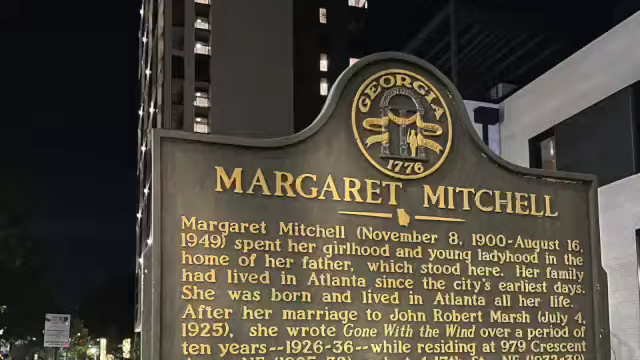 GEORGIA
1776
MARGARET MITCHELL
Margaret Mitchell (November 8, 1900-August 16,
1949) spent her girlhood and young ladyhood in the
home of her father, which stood here. Her family
had lived in Atlanta since the city's earliest days.
She was born and lived in Atlanta all her life.
After her marriage to John Robert Marsh (July 4,
1925), she wrote Gone With the Wind over a period of
ten years--1926-36--while residing at 979 Crescent